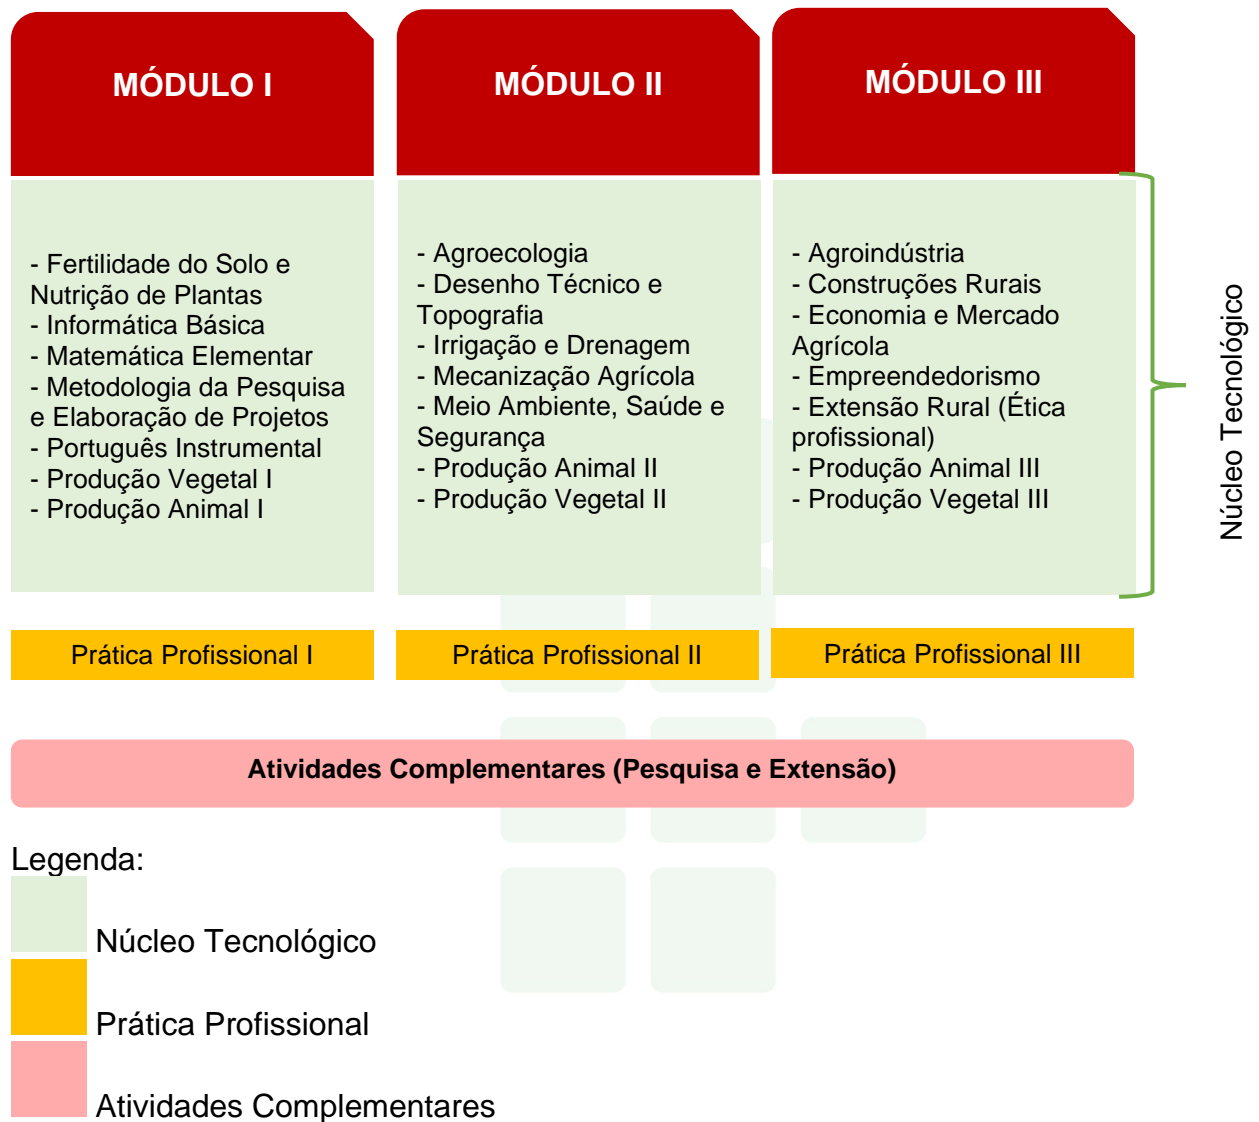 MÓDULO I
- Fertilidade do Solo e
Nutrição de Plantas
- Informática Básica
- Matemática Elementar
- Metodologia da Pesquisa
e Elaboração de Projetos
- Português Instrumental
- Produção Vegetal I
- Produção Animal I
Prática Profissional I
MÓDULO II
- Agroecologia
- Desenho Técnico e
Topografia
- Irrigação e Drenagem
- Mecanização Agrícola
- Meio Ambiente, Saúde e
Segurança
- Produção Animal II
- Produção Vegetal II
Prática Profissional II
MÓDULO III
- Agroindústria
- Construções Rurais
- Economia e Mercado
Agrícola
- Empreendedorismo
- Extensão Rural (Ética
profissional)
- Produção Animal III
- Produção Vegetal III
Prática Profissional III
Núcleo Tecnológico
Atividades Complementares (Pesquisa e Extensão)
Legenda:
Núcleo Tecnológico
Prática Profissional
Atividades Complementares